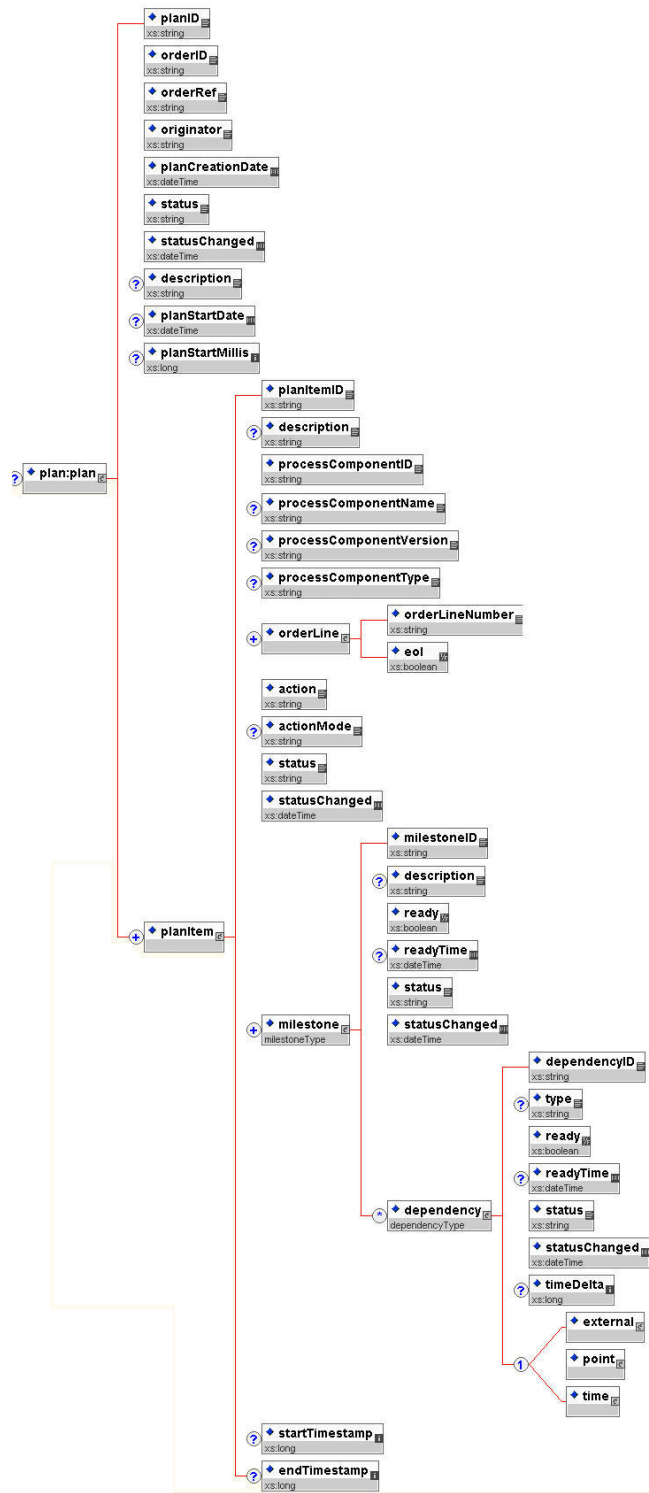 planID
xs:string
orderID
xs:string
orderRef
xs:string
originator
xs:string
planCreationDate
xs:dateTime
status
xs:string
statusChanged
xs:dateTime
? description
xs:string
? planStartDate
xs:dateTime
? planStartMillis
xs:long
? plan:plan
planItemID
xs:string
? description
xs:string
processComponentID
xs:string
? processComponentName
xs:string
? processComponentVersion
xs:string
? processComponentType
xs:string
+ orderLine
orderLineNumber
xs:string
eol
xs:boolean
action
xs:string
? actionMode
xs:string
status
xs:string
statusChanged
xs:dateTime
+ planItem
milestoneID
xs:string
? description
xs:string
ready
xs:boolean
? readyTime
xs:dateTime
status
xs:string
+ milestone
milestoneType
statusChanged
xs:dateTime
dependencyID
xs:string
? type
xs:string
ready
xs:boolean
? readyTime
xs:dateTime
* dependency
dependencyType
status
xs:string
statusChanged
xs:dateTime
? timeDelta
xs:long
external
1 point
time
? startTimestamp
xs:long
? endTimestamp
xs:long